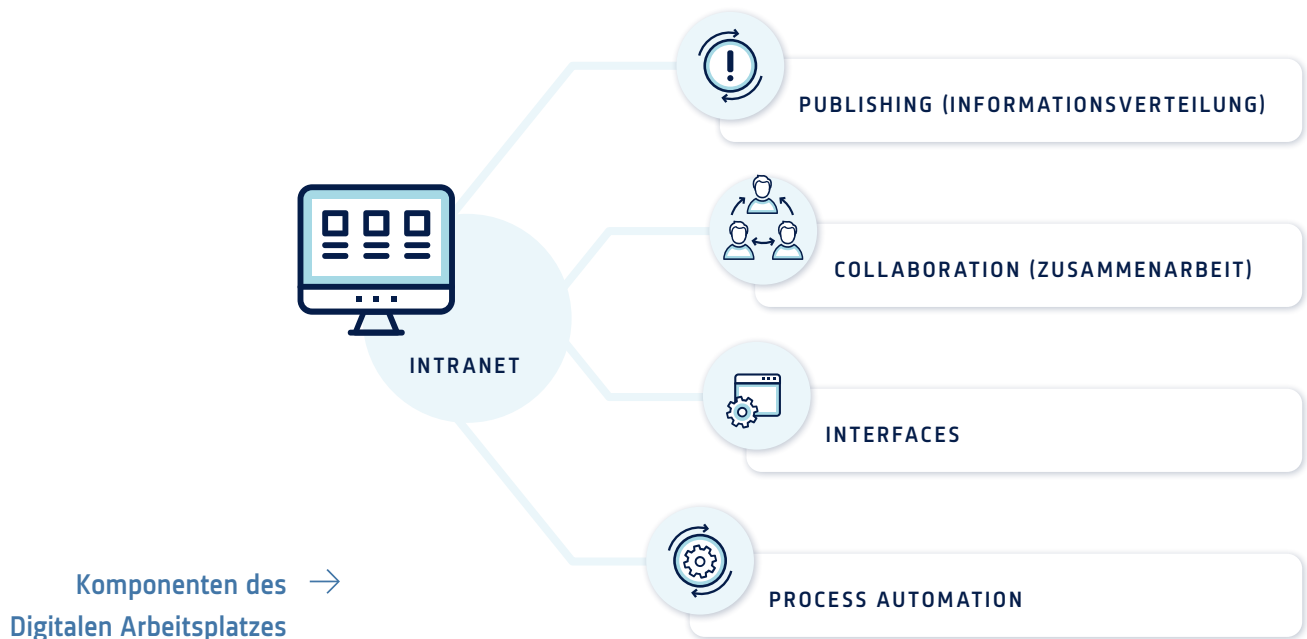 PUBLISHING (INFORMATIONSVERTEILUNG)
COLLABORATION (ZUSAMMENARBEIT)
INTRANET
INTERFACES
PROCESS AUTOMATION
Komponenten des
Digitalen Arbeitsplatzes